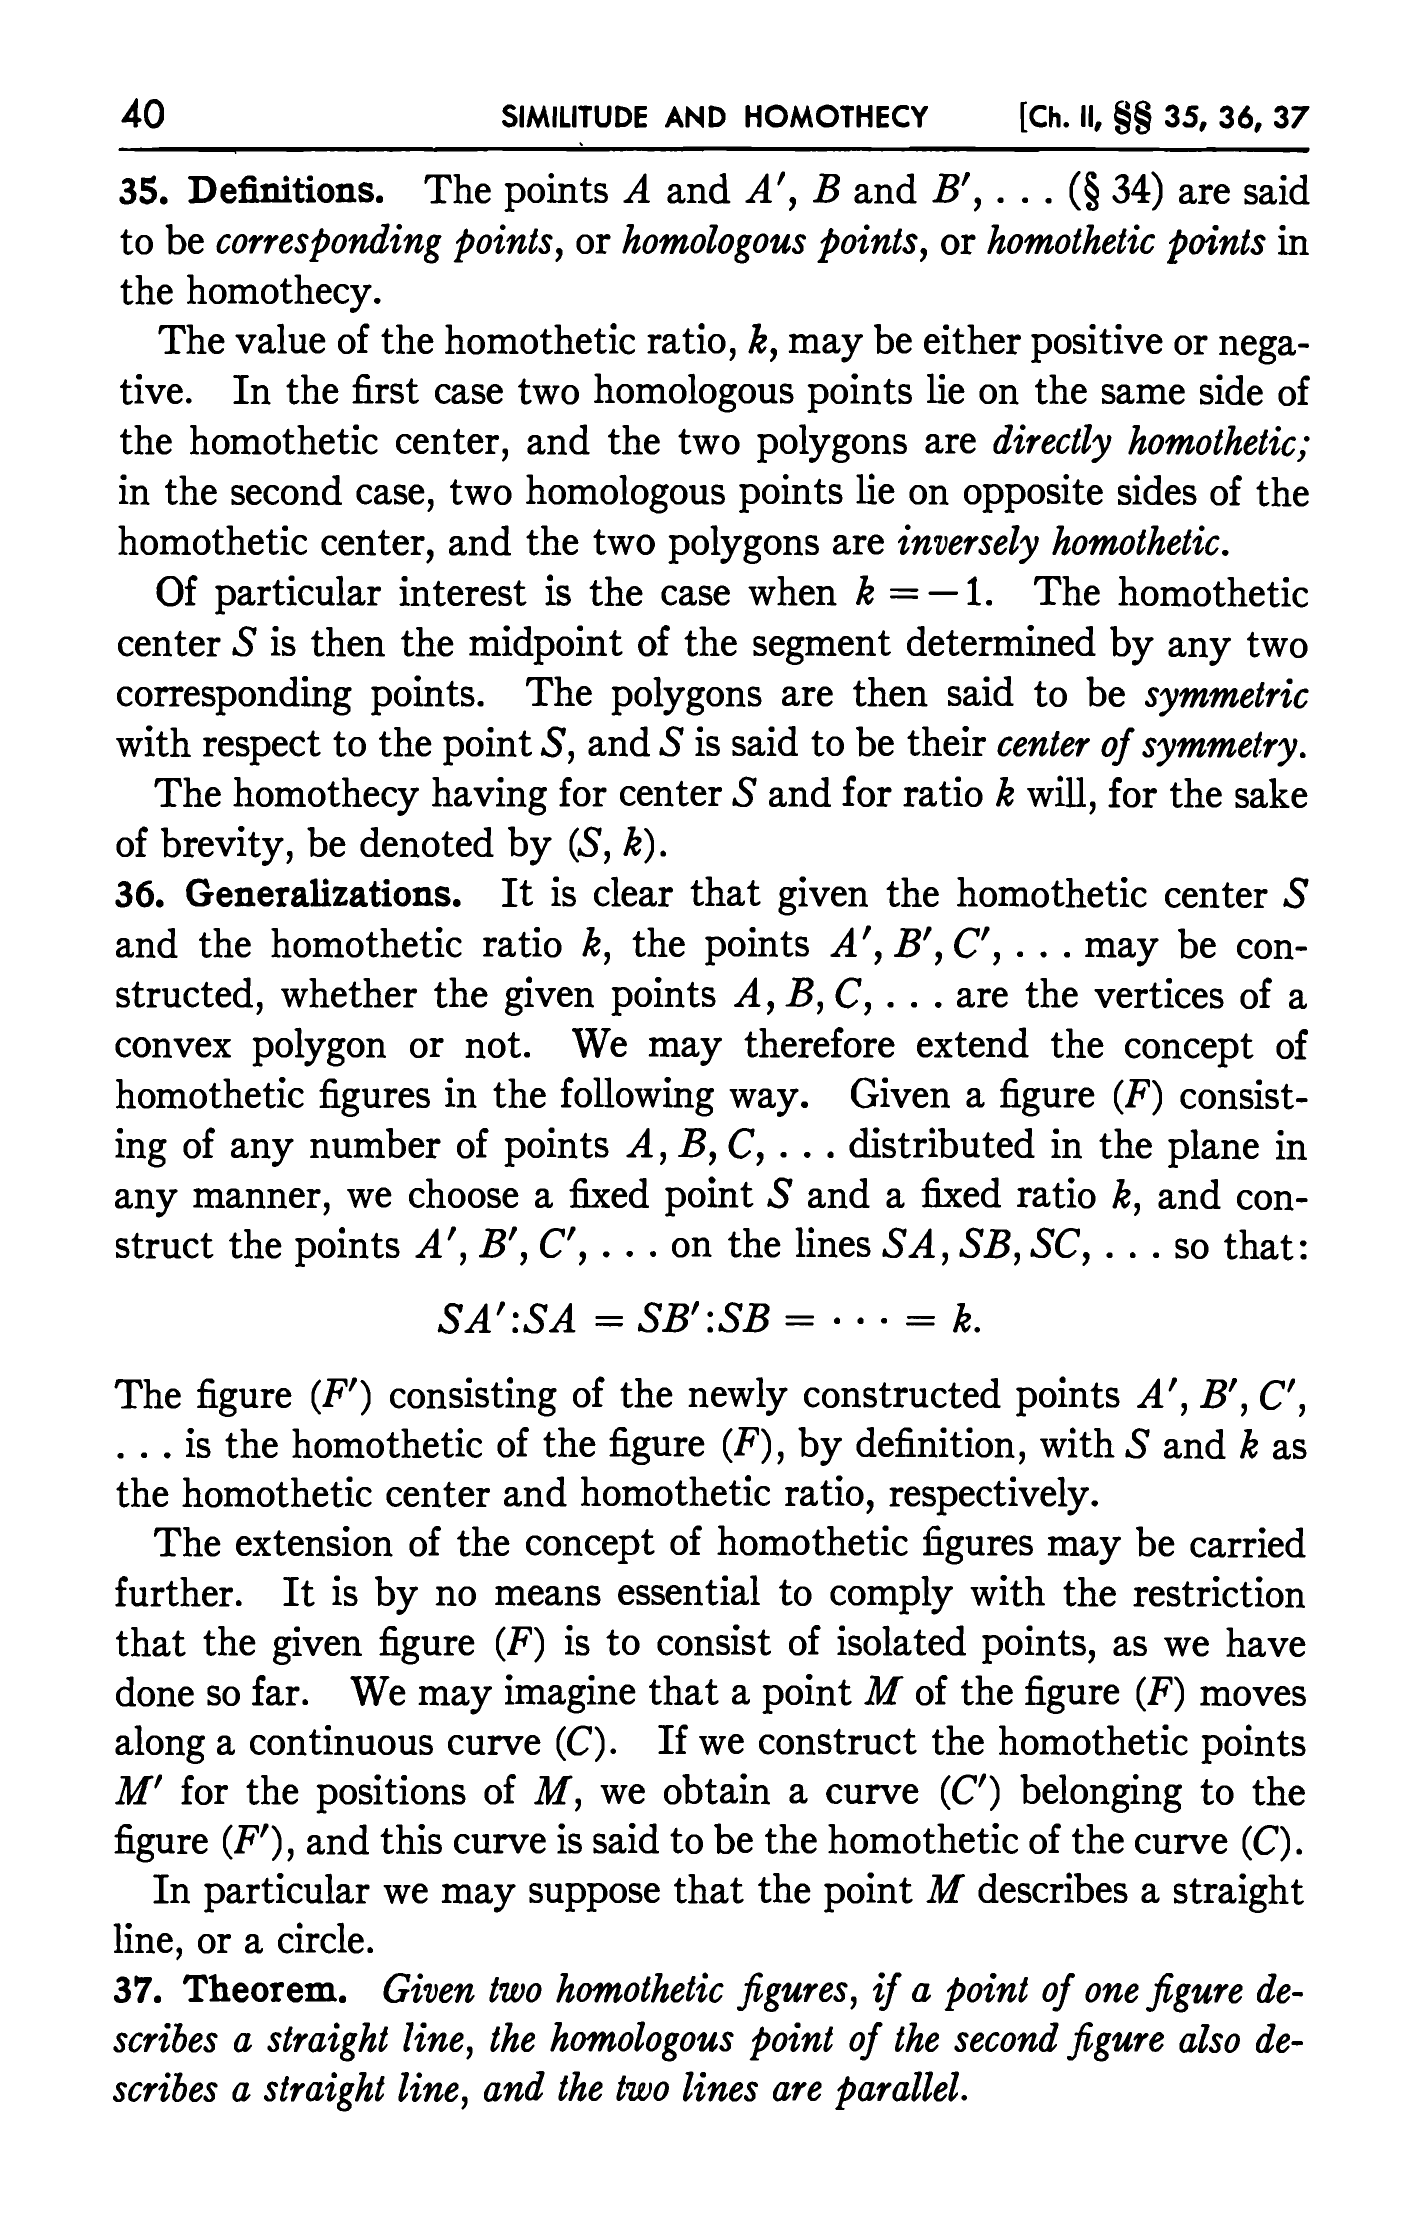 40 SIMILITUDE AND HOMOTHECY [Ch. II, §§ 35, 36, 37
35. Definitions. The points A and A′, B and B′, . . . (§ 34) are said
to be corresponding points, or homologous points, or homothetic points in
the homothecy.
The value of the homothetic ratio, k, may be either positive or nega-
tive. In the first case two homologous points lie on the same side of
the homothetic center, and the two polygons are directly homothetic;
in the second case, two homologous points lie on opposite sides of the
homothetic center, and the two polygons are inversely homothetic.
Of particular interest is the case when k = −1. The homothetic
center S is then the midpoint of the segment determined by any two
corresponding points. The polygons are then said to be symmetric
with respect to the point S, and S is said to be their center of symmetry.
The homothecy having for center S and for ratio k will, for the sake
of brevity, be denoted by (S, k).
36. Generalizations. It is clear that given the homothetic center S
and the homothetic ratio k, the points A′, B′, C′, . . . may be con-
structed, whether the given points A, B, C, . . . are the vertices of a
convex polygon or not. We may therefore extend the concept of
homothetic figures in the following way. Given a figure (F) consist-
ing of any number of points A, B, C, . . . distributed in the plane in
any manner, we choose a fixed point S and a fixed ratio k, and con-
struct the points A′, B′, C′, . . . on the lines SA, SB, SC, . . . so that:
SA′:SA = SB′:SB = · · · = k.
The figure (F′) consisting of the newly constructed points A′, B′, C′,
. . . is the homothetic of the figure (F), by definition, with S and k as
the homothetic center and homothetic ratio, respectively.
The extension of the concept of homothetic figures may be carried
further. It is by no means essential to comply with the restriction
that the given figure (F) is to consist of isolated points, as we have
done so far. We may imagine that a point M of the figure (F) moves
along a continuous curve (C). If we construct the homothetic points
M′ for the positions of M, we obtain a curve (C′) belonging to the
figure (F′), and this curve is said to be the homothetic of the curve (C).
In particular we may suppose that the point M describes a straight
line, or a circle.
37. Theorem. Given two homothetic figures, if a point of one figure de-
scribes a straight line, the homologous point of the second figure also de-
scribes a straight line, and the two lines are parallel.